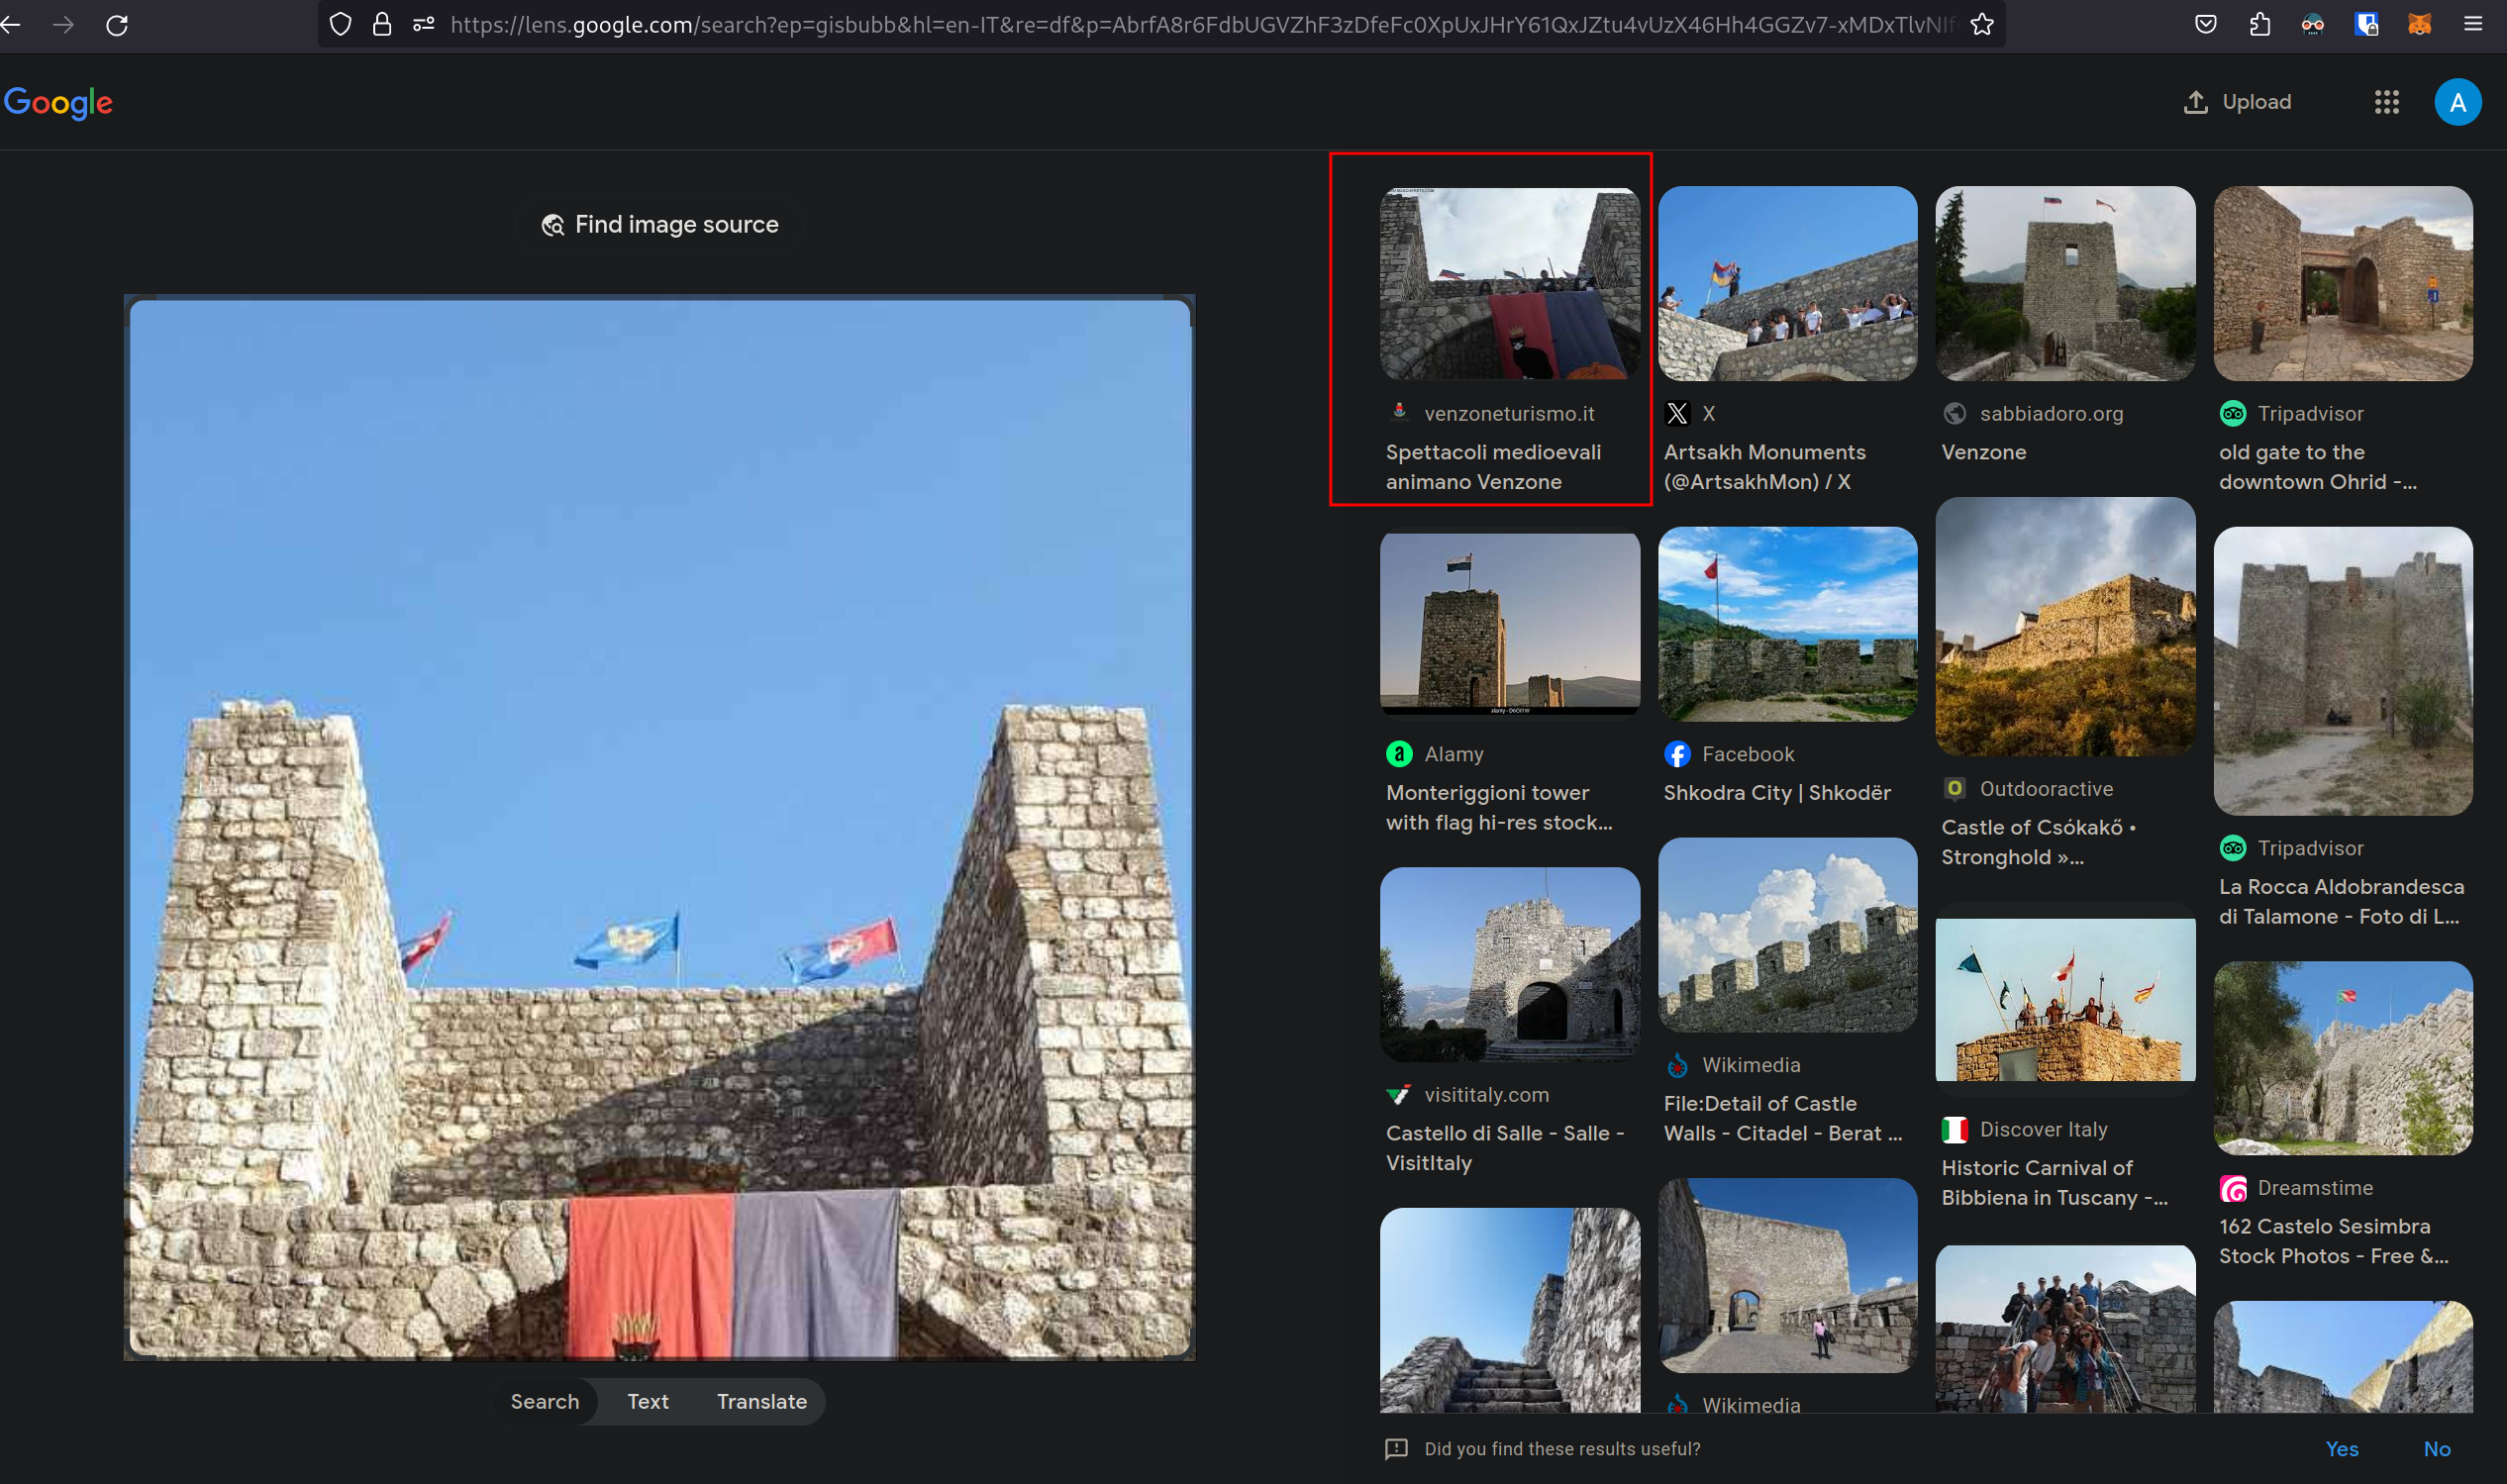 https://lens.google.com/search?ep=gisbubb&hl=en-IT&re=df&p=AbrfA8r6FdbUGVZhF3zDfeFc0XpUxJHrY61QxJZtu4vUzX46Hh4GGZv7-xMDxTlvNIf
Google
Upload
A
Find image source
venzoneturismo.it
Spettacoli medioevali
animano Venzone
X
Artsakh Monuments
(@ArtsakhMon) / X
sabbiadoro.org
Venzone
Tripadvisor
old gate to the
downtown Ohrid -...
alamy - D6CKYW
a
Alamy
Monteriggioni tower
with flag hi-res stock...
Facebook
Shkodra City | Shkodër
Outdooractive
Castle of Csókakő •
Stronghold »...
Tripadvisor
La Rocca Aldobrandesca
di Talamone - Foto di L...
visititaly.com
Castello di Salle - Salle -
VisitItaly
Wikimedia
File:Detail of Castle
Walls - Citadel - Berat ...
Discover Italy
Historic Carnival of
Bibbiena in Tuscany -...
Dreamstime
162 Castelo Sesimbra
Stock Photos - Free &...
Wikimedia
Search
Text
Translate
Did you find these results useful?
Yes
No